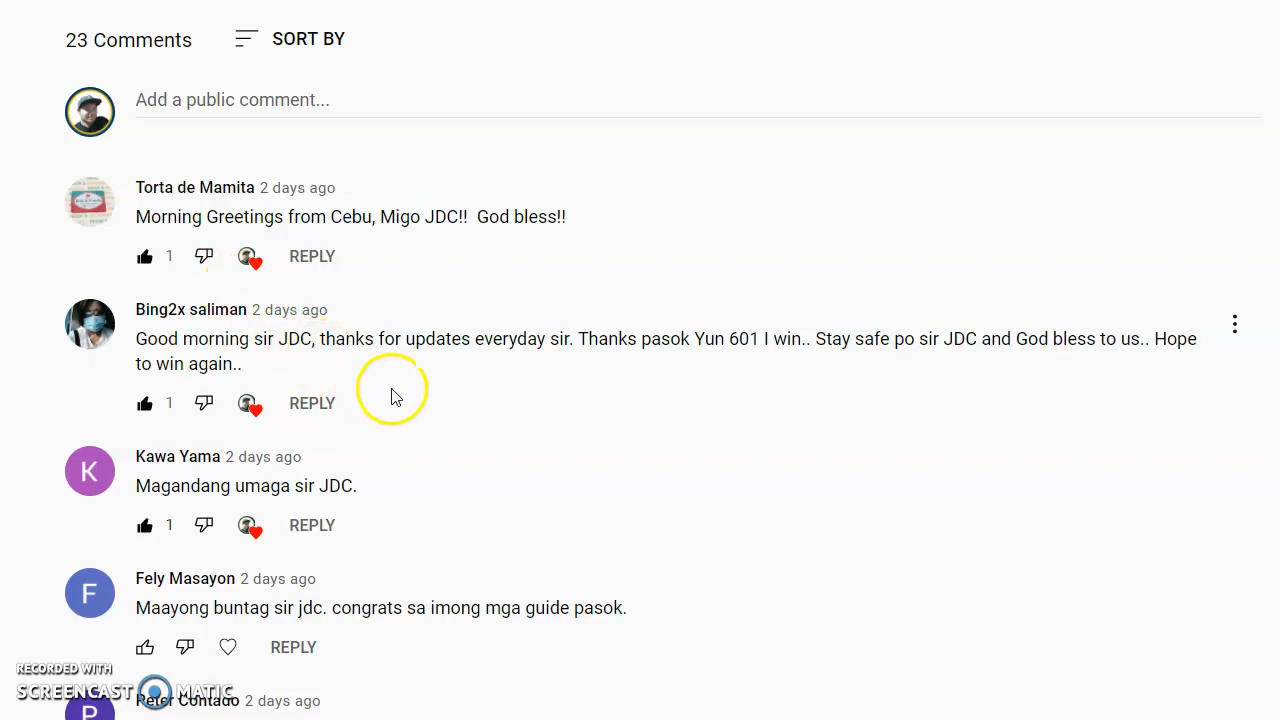 23 Comments SORT BY
Add a public comment...
Torta de Mamita 2 days ago
Morning Greetings from Cebu, Migo JDC!! God bless!!
1 REPLY
Bing2x saliman 2 days ago
Good morning sir JDC, thanks for updates everyday sir. Thanks pasok Yun 601 I win.. Stay safe po sir JDC and God bless to us.. Hope
to win again..
1 REPLY
Kawa Yama 2 days ago
K
Magandang umaga sir JDC.
1 REPLY
Fely Masayon 2 days ago
F
Maayong buntag sir jdc. congrats sa imong mga guide pasok.
REPLY
RECORDED WITH
SCREENCAST MATIC
Peter Contado 2 days ago
P